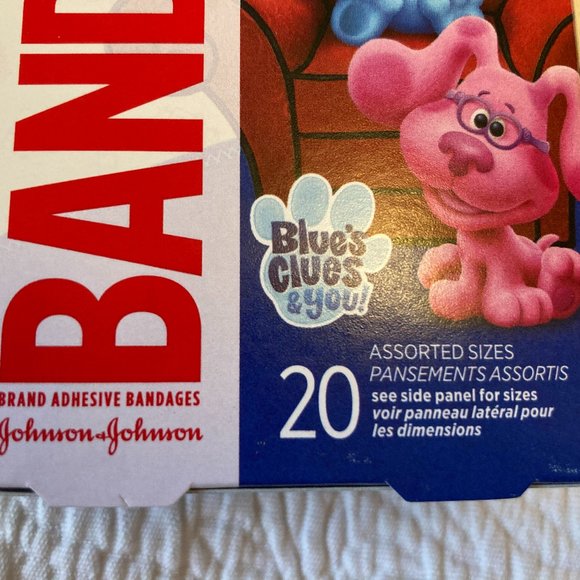 BAND
BRAND ADHESIVE BANDAGES
Johnson & Johnson
Blue's
Clues
& YOU!
20
ASSORTED SIZES
PANSEMENTS ASSORTIS
see side panel for sizes
voir panneau latéral pour
les dimensions